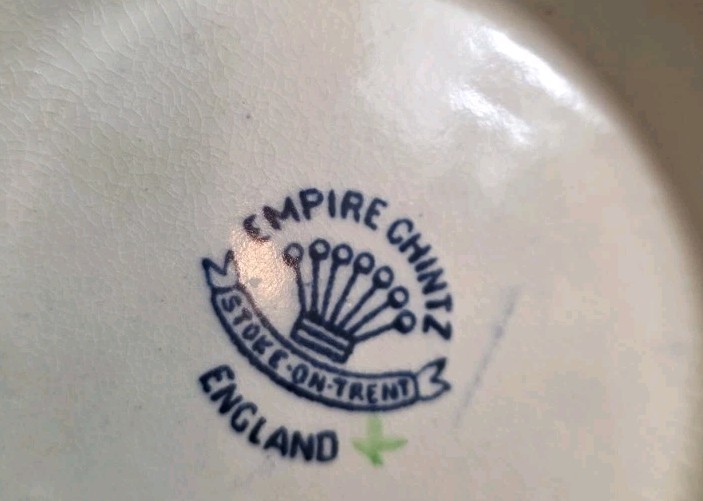 EMPIRE CHINTZ
STOKE-ON-TRENT
ENGLAND